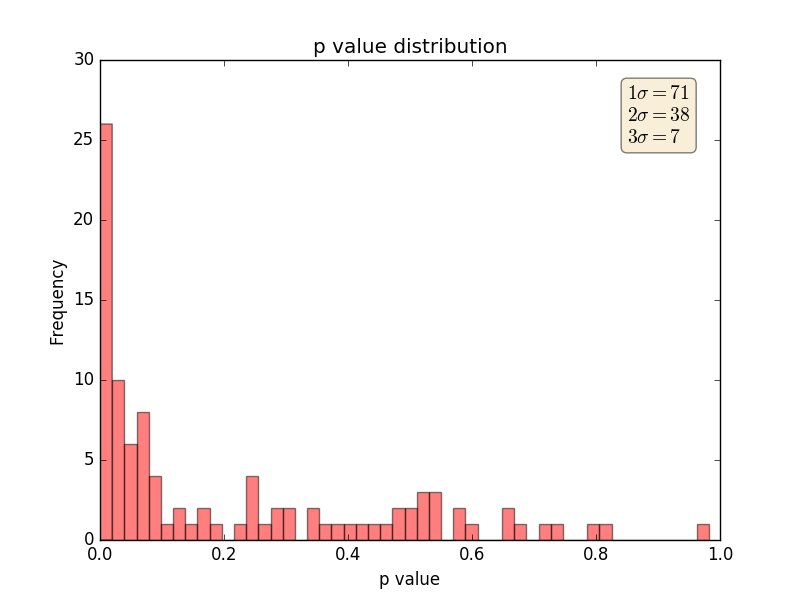 p value distribution
30
25
20
15
10
5
0
Frequency
1σ = 71
2σ = 38
3σ = 7
0.0 0.2 0.4 0.6 0.8 1.0
p value